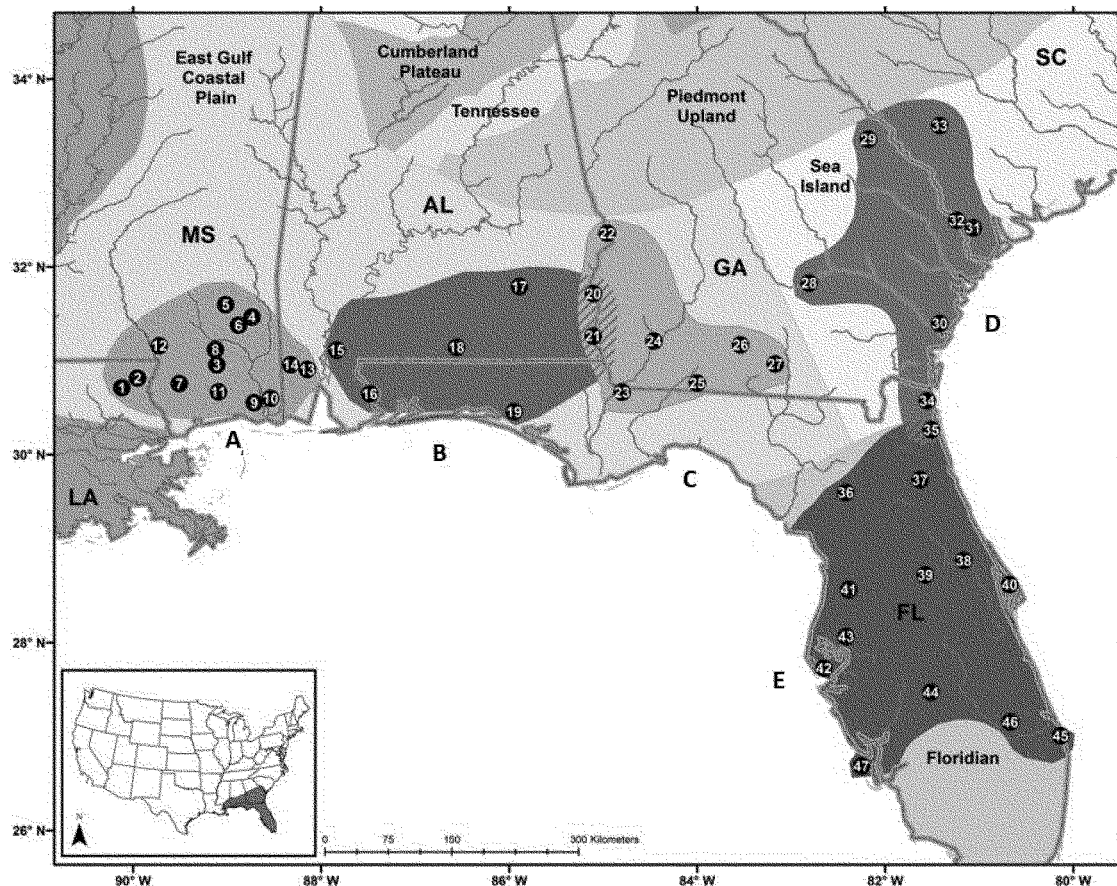 34° N
32° N
30° N
28° N
26° N
90° W
88° W
86° W
84° W
82° W
80° W
East Gulf
Coastal
Plain
Cumberland
Plateau
Tennessee
Piedmont
Upland
Sea
Island
Floridian
SC
MS
AL
GA
LA
FL
A
B
C
D
E
1
2
3
4
5
6
7
8
9
10
11
12
13
14
15
16
17
18
19
20
21
22
23
24
25
26
27
28
29
30
31
32
33
34
35
36
37
38
39
40
41
42
43
44
45
46
47
N
0 75 150 300 Kilometers